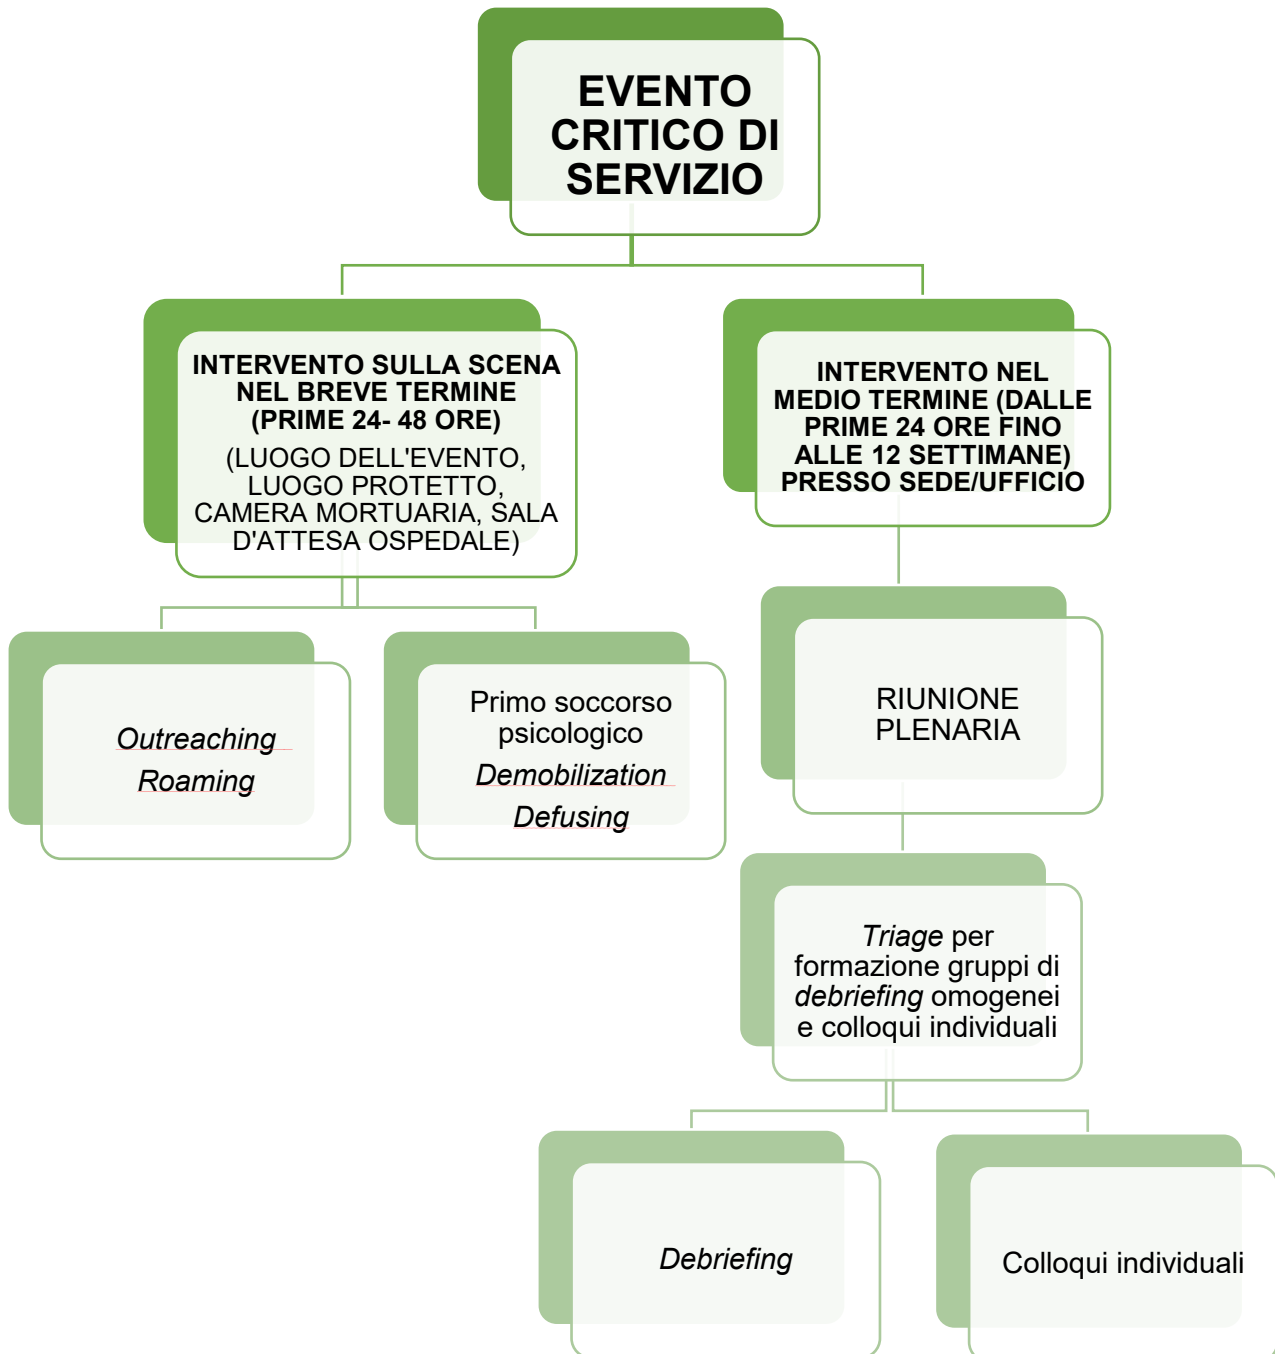 EVENTO
CRITICO DI
SERVIZIO
INTERVENTO SULLA SCENA
NEL BREVE TERMINE
(PRIME 24- 48 ORE)
(LUOGO DELL'EVENTO,
LUOGO PROTETTO,
CAMERA MORTUARIA, SALA
D'ATTESA OSPEDALE)
INTERVENTO NEL
MEDIO TERMINE (DALLE
PRIME 24 ORE FINO
ALLE 12 SETTIMANE)
PRESSO SEDE/UFFICIO
Outreaching
Roaming
Primo soccorso
psicologico
Demobilization
Defusing
RIUNIONE
PLENARIA
Triage per
formazione gruppi di
debriefing omogenei
e colloqui individuali
Debriefing
Colloqui individuali